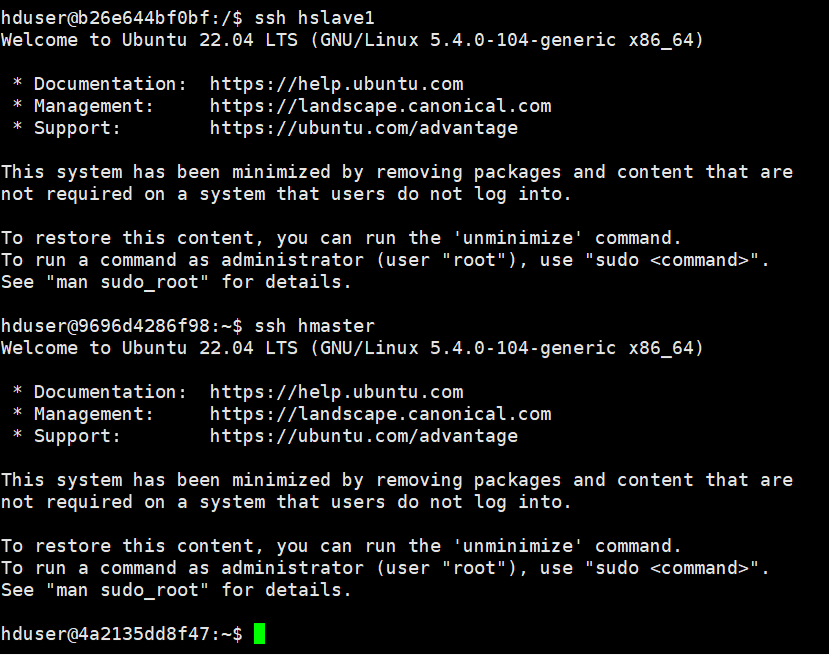 hduser@b26e644bf0bf:/$ ssh hslave1
Welcome to Ubuntu 22.04 LTS (GNU/Linux 5.4.0-104-generic x86_64)

 * Documentation:  https://help.ubuntu.com
 * Management:     https://landscape.canonical.com
 * Support:        https://ubuntu.com/advantage

This system has been minimized by removing packages and content that are
not required on a system that users do not log into.

To restore this content, you can run the 'unminimize' command.
To run a command as administrator (user "root"), use "sudo <command>".
See "man sudo_root" for details.

hduser@9696d4286f98:~$ ssh hmaster
Welcome to Ubuntu 22.04 LTS (GNU/Linux 5.4.0-104-generic x86_64)

 * Documentation:  https://help.ubuntu.com
 * Management:     https://landscape.canonical.com
 * Support:        https://ubuntu.com/advantage

This system has been minimized by removing packages and content that are
not required on a system that users do not log into.

To restore this content, you can run the 'unminimize' command.
To run a command as administrator (user "root"), use "sudo <command>".
See "man sudo_root" for details.

hduser@4a2135dd8f47:~$